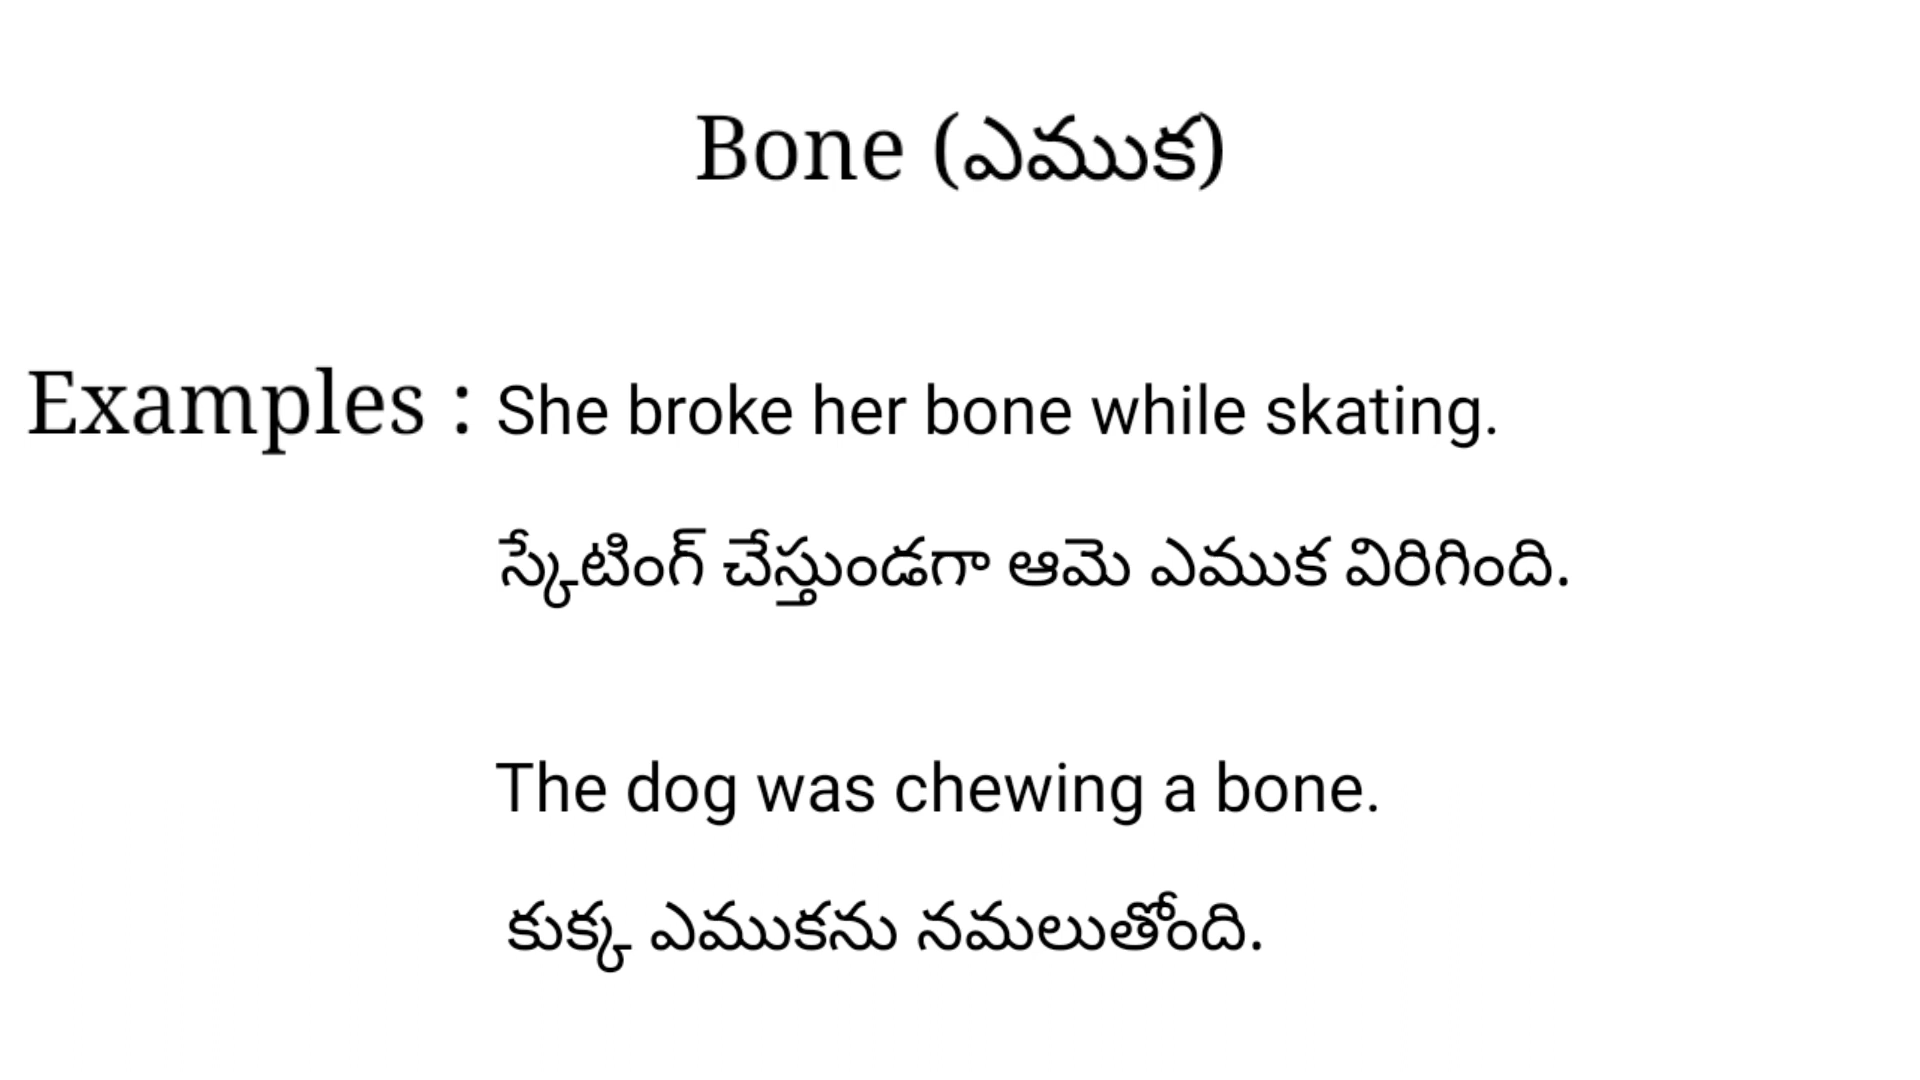 Bone (ఎముక)
Examples : She broke her bone while skating.
స్కేటింగ్ చేస్తుండగా ఆమె ఎముక విరిగింది.
The dog was chewing a bone.
కుక్క ఎముకను నమలుతోంది.